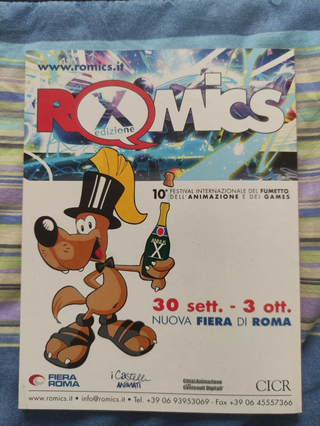 www.romics.it
ROMICS
X
edizione
10° FESTIVAL INTERNAZIONALE DEL FUMETTO
DELL'ANIMAZIONE E DEI GAMES
X
30 sett. - 3 ott.
NUOVA FIERA DI ROMA
FIERA
ROMA
i Castelli
ANIMATI
CICR
www.romics.it • info@romics.it • Tel. +39 06 93953069 - Fax +39 06 45557366